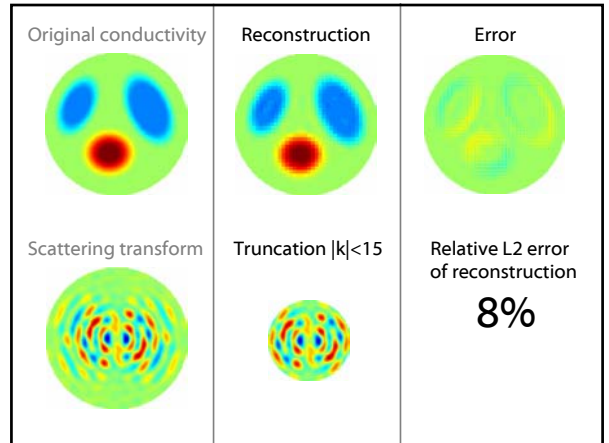 Original conductivity
Reconstruction
Error
Scattering transform
Truncation |k|<15
Relative L2 error
of reconstruction
8%